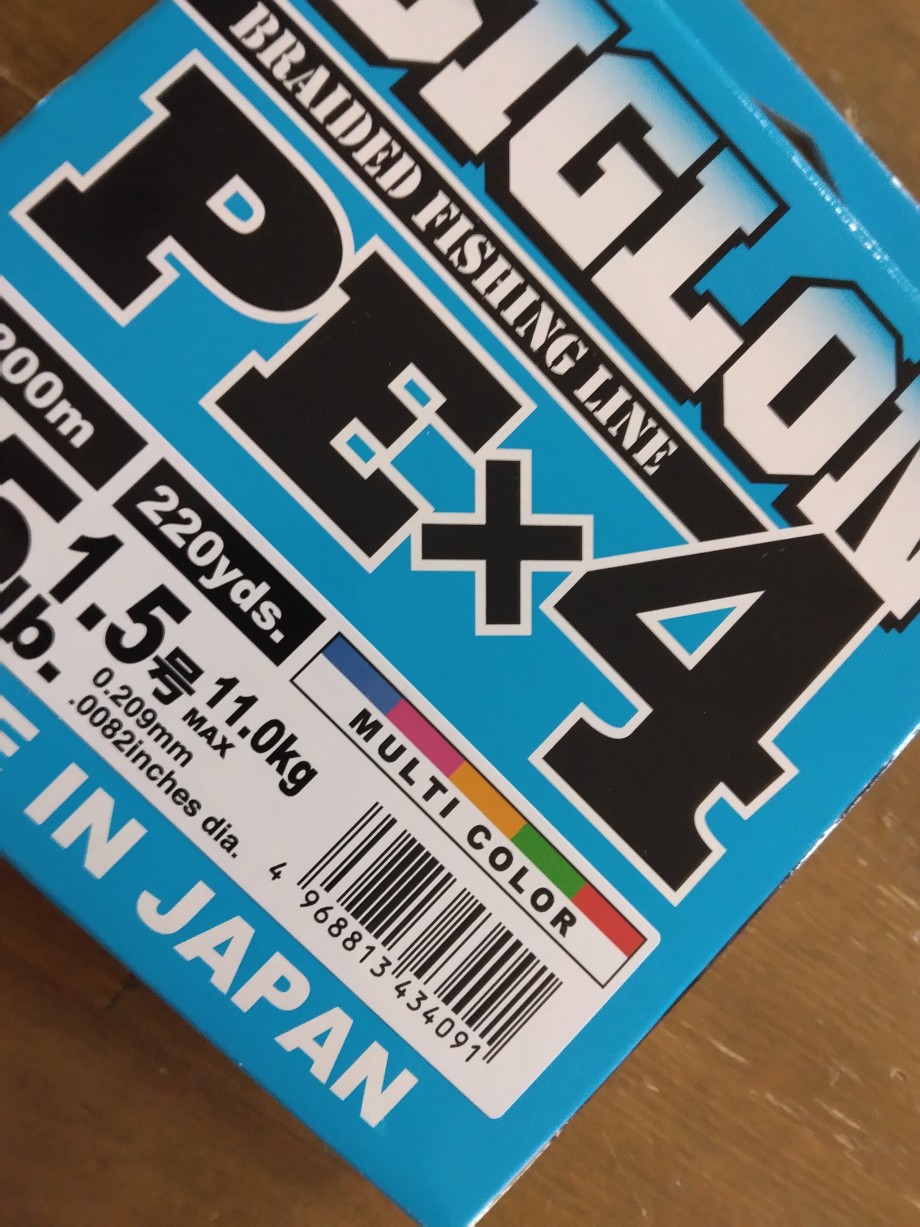 SIGLON
BRAIDED FISHING LINE
PE×4
200m
220yds.
lb.
1.5号
MAX 11.0kg
0.209mm
.0082inches dia.
MULTI COLOR
4 968813 434091
IN JAPAN